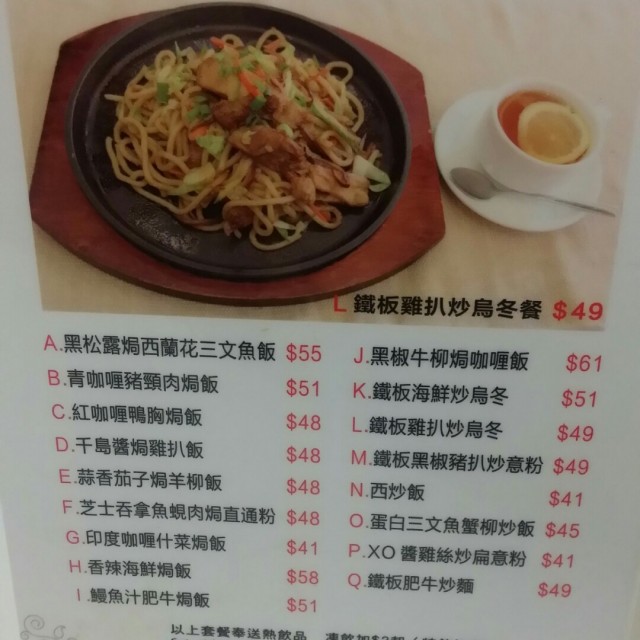 L 鐵板雞扒炒烏冬餐 $49
A.黑松露焗西蘭花三文魚飯 $55
B.青咖喱豬頸肉焗飯 $51
C.紅咖喱鴨胸焗飯 $48
D.千島醬焗雞扒飯 $48
E.蒜香茄子焗羊柳飯 $48
F.芝士吞拿魚蜆肉焗直通粉 $48
G.印度咖喱什菜焗飯 $41
H.香辣海鮮焗飯 $58
I.鰻魚汁肥牛焗飯 $51
J.黑椒牛柳焗咖喱飯 $61
K.鐵板海鮮炒烏冬 $51
L.鐵板雞扒炒烏冬 $49
M.鐵板黑椒豬扒炒意粉 $49
N.西炒飯 $41
O.蛋白三文魚蟹柳炒飯 $45
P.XO醬雞絲炒扁意粉 $41
Q.鐵板肥牛炒麵 $49
以上套餐奉送熱飲品 凍飲加$3